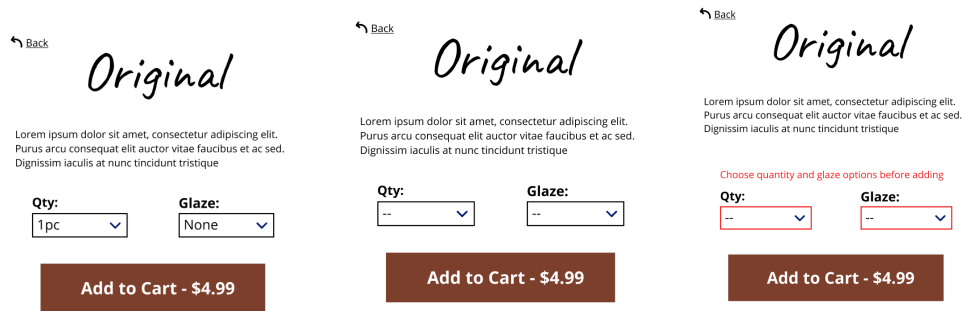 Back
Original
Lorem ipsum dolor sit amet, consectetur adipiscing elit.
Purus arcu consequat elit auctor vitae faucibus et ac sed.
Dignissim iaculis at nunc tincidunt tristique
Qty: Glaze:
1pc None
Add to Cart - $4.99
Back
Original
Lorem ipsum dolor sit amet, consectetur adipiscing elit.
Purus arcu consequat elit auctor vitae faucibus et ac sed.
Dignissim iaculis at nunc tincidunt tristique
Qty: Glaze:
-- --
Add to Cart - $4.99
Back
Original
Lorem ipsum dolor sit amet, consectetur adipiscing elit.
Purus arcu consequat elit auctor vitae faucibus et ac sed.
Dignissim iaculis at nunc tincidunt tristique
Choose quantity and glaze options before adding
Qty: Glaze:
-- --
Add to Cart - $4.99